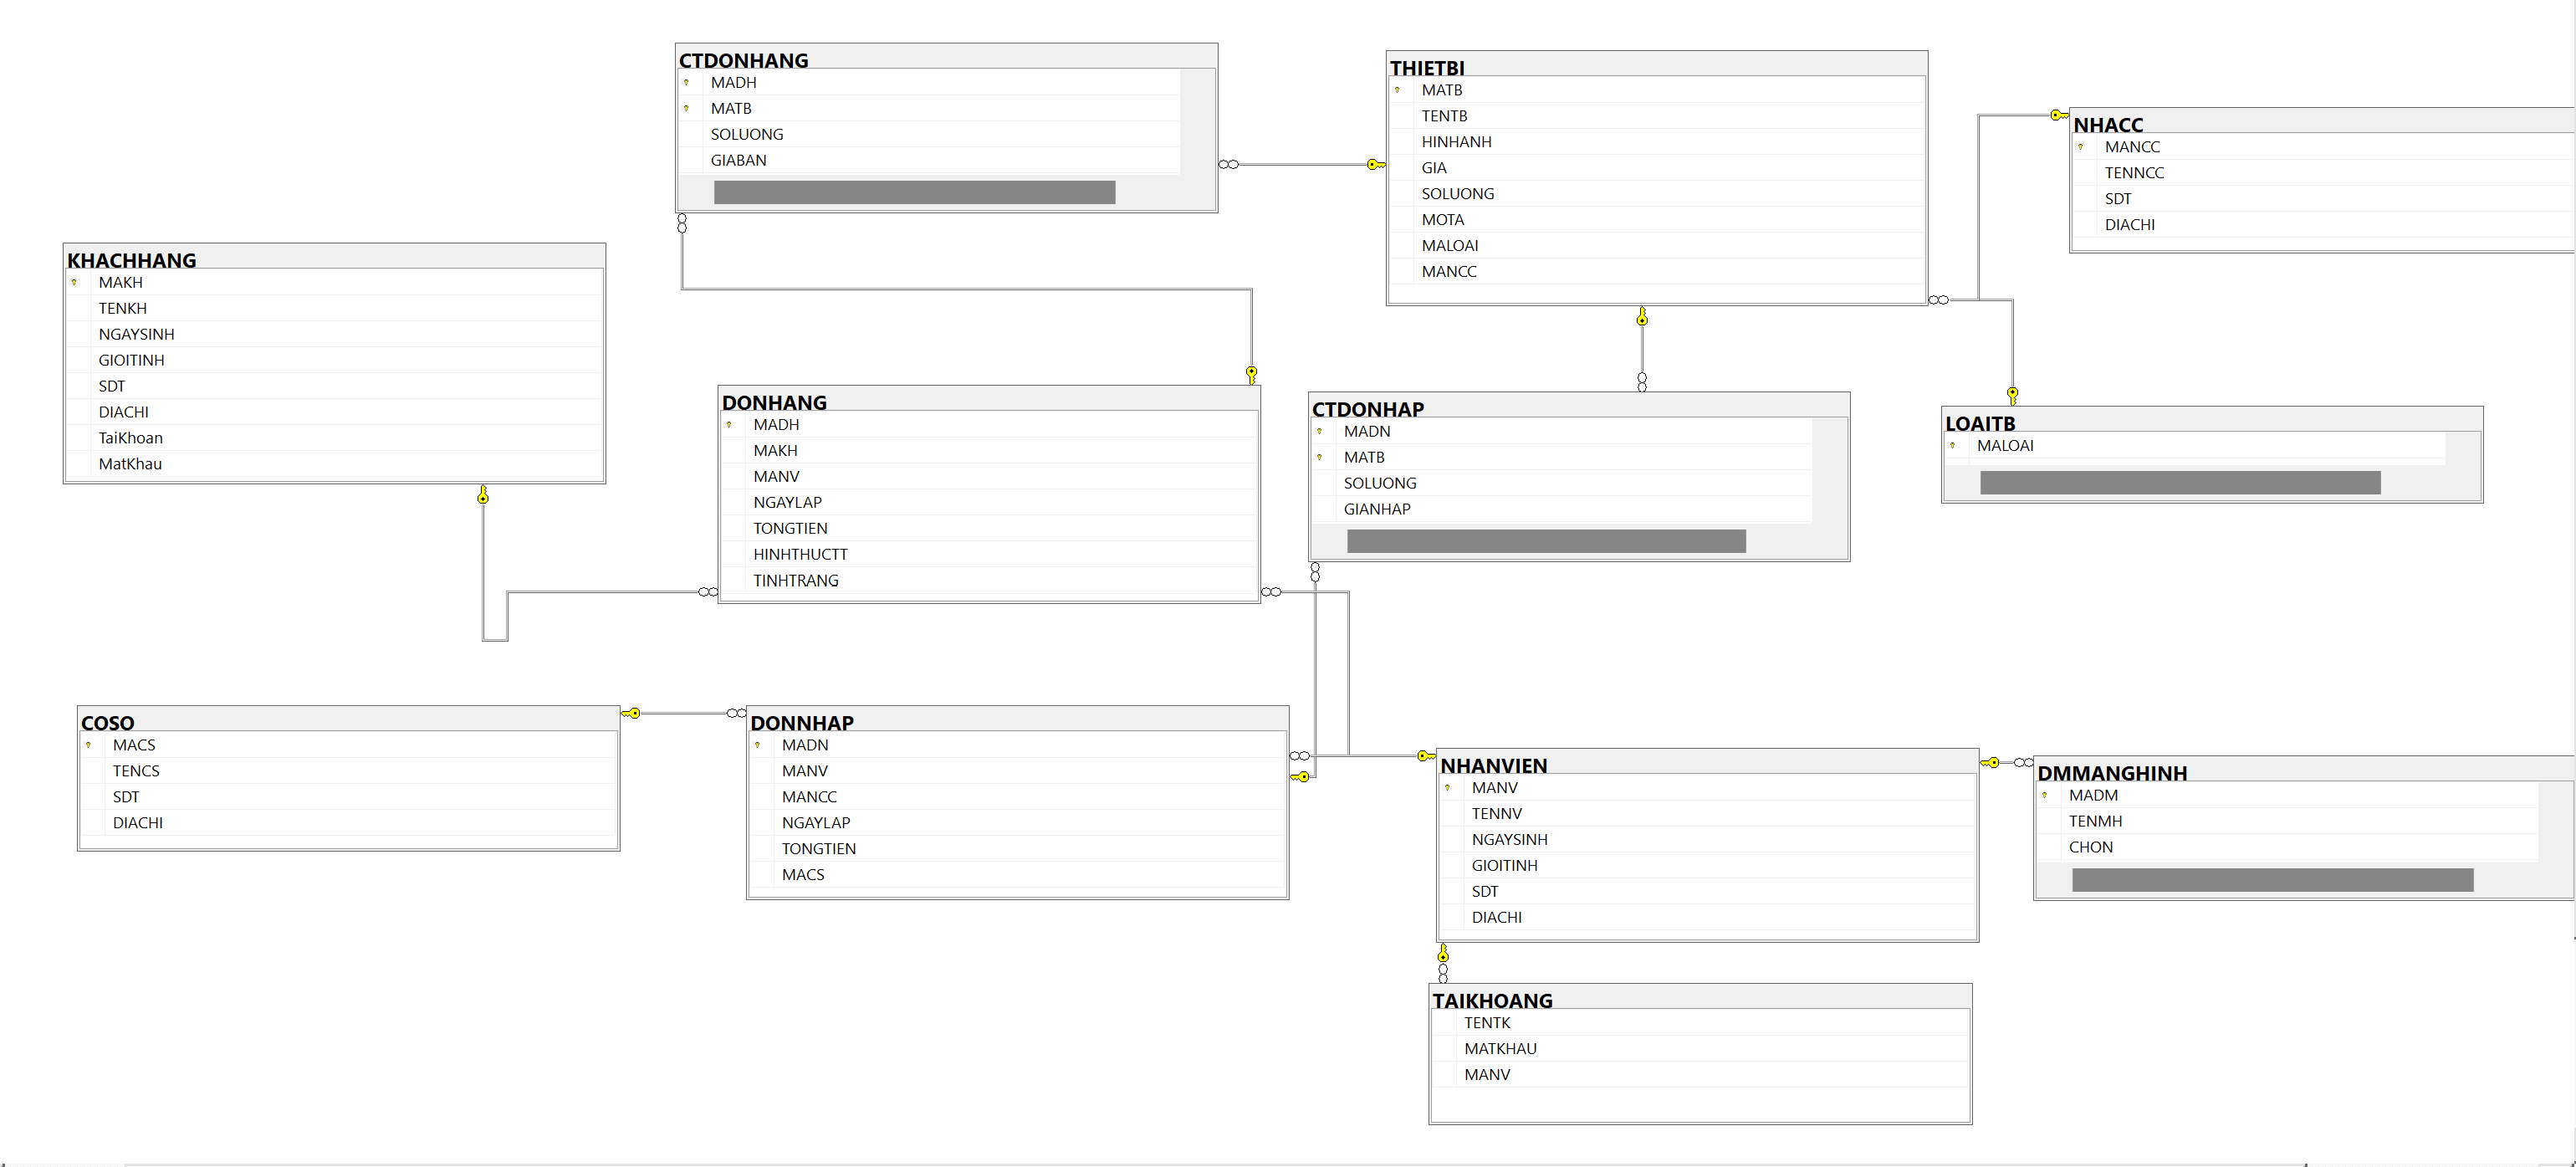 CTDONHANG
MADH
MATB
SOLUONG
GIABAN
THIETBI
MATB
TENTB
HINHANH
GIA
SOLUONG
MOTA
MALOAI
MANCC
NHACC
MANCC
TENNCC
SDT
DIACHI
KHACHHANG
MAKH
TENKH
NGAYSINH
GIOITINH
SDT
DIACHI
TaiKhoan
MatKhau
DONHANG
MADH
MAKH
MANV
NGAYLAP
TONGTIEN
HINHTHUCTT
TINHTRANG
CTDONHAP
MADN
MATB
SOLUONG
GIANHAP
LOAITB
MALOAI
COSO
MACS
TENCS
SDT
DIACHI
DONNHAP
MADN
MANV
MANCC
NGAYLAP
TONGTIEN
MACS
NHANVIEN
MANV
TENNV
NGAYSINH
GIOITINH
SDT
DIACHI
DMMANGHINH
MADM
TENMH
CHON
TAIKHOANG
TENTK
MATKHAU
MANV